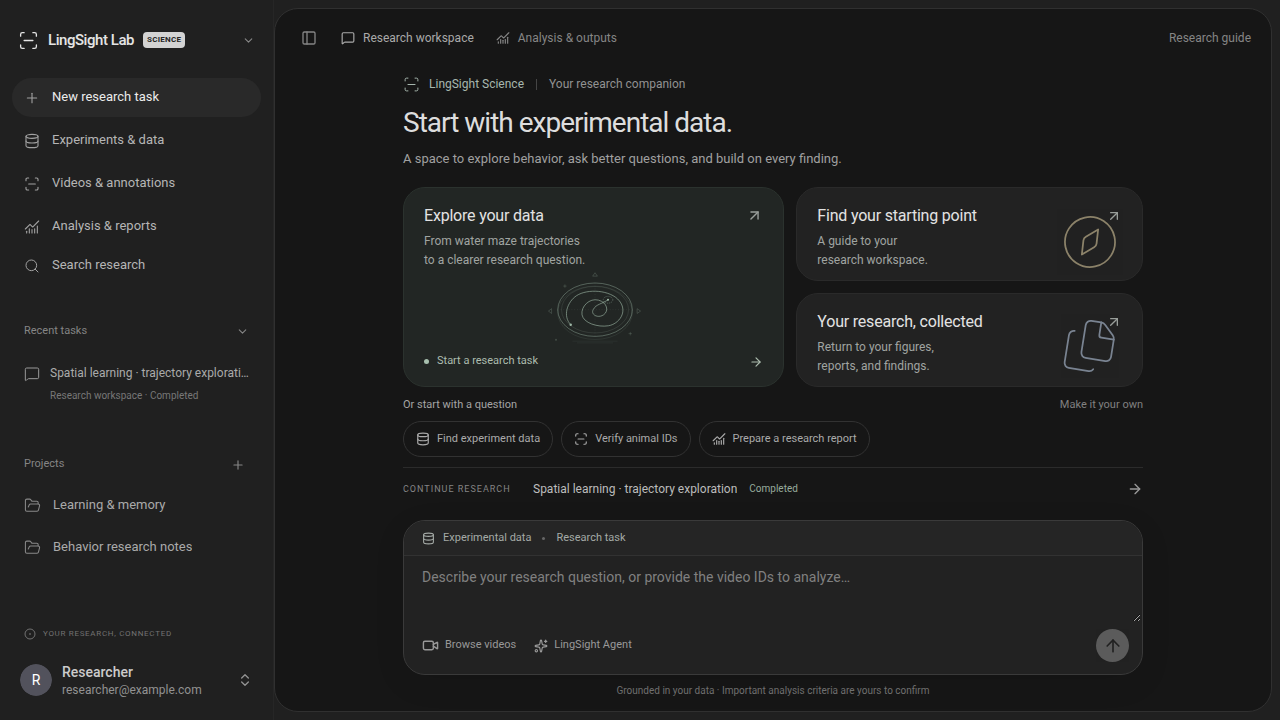 LingSight Lab SCIENCE
New research task
Experiments & data
Videos & annotations
Analysis & reports
Search research
Recent tasks
Spatial learning · trajectory explorati...
Research workspace · Completed
Projects
Learning & memory
Behavior research notes
YOUR RESEARCH, CONNECTED
R
Researcher
researcher@example.com
Research workspace
Analysis & outputs
Research guide
LingSight Science
Your research companion
Start with experimental data.
A space to explore behavior, ask better questions, and build on every finding.
Explore your data
From water maze trajectories
to a clearer research question.
Start a research task
Find your starting point
A guide to your
research workspace.
Your research, collected
Return to your figures,
reports, and findings.
Or start with a question
Make it your own
Find experiment data
Verify animal IDs
Prepare a research report
CONTINUE RESEARCH
Spatial learning · trajectory exploration
Completed
Experimental data • Research task
Describe your research question, or provide the video IDs to analyze...
Browse videos
LingSight Agent
Grounded in your data · Important analysis criteria are yours to confirm